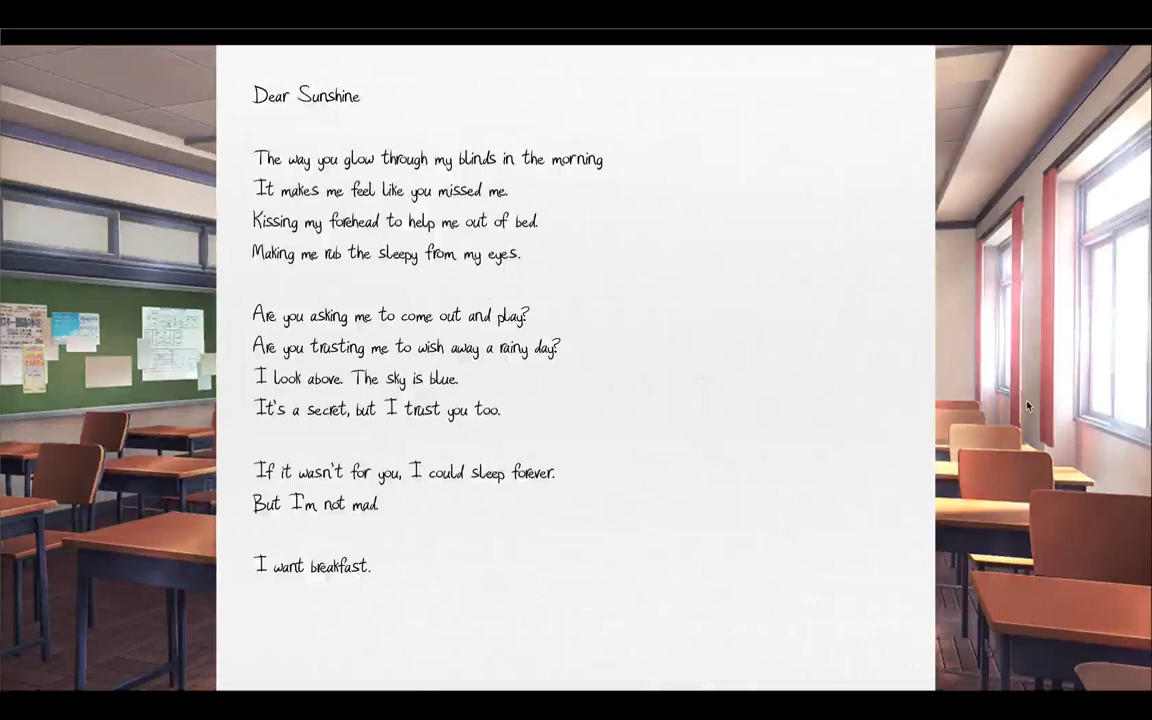 Dear Sunshine
The way you glow through my blinds in the morning
It makes me feel like you missed me.
Kissing my forehead to help me out of bed.
Making me rub the sleepy from my eyes.
Are you asking me to come out and play?
Are you trusting me to wish away a rainy day?
I look above. The sky is blue.
It's a secret, but I trust you too.
If it wasn't for you, I could sleep forever.
But I'm not mad.
I want breakfast.